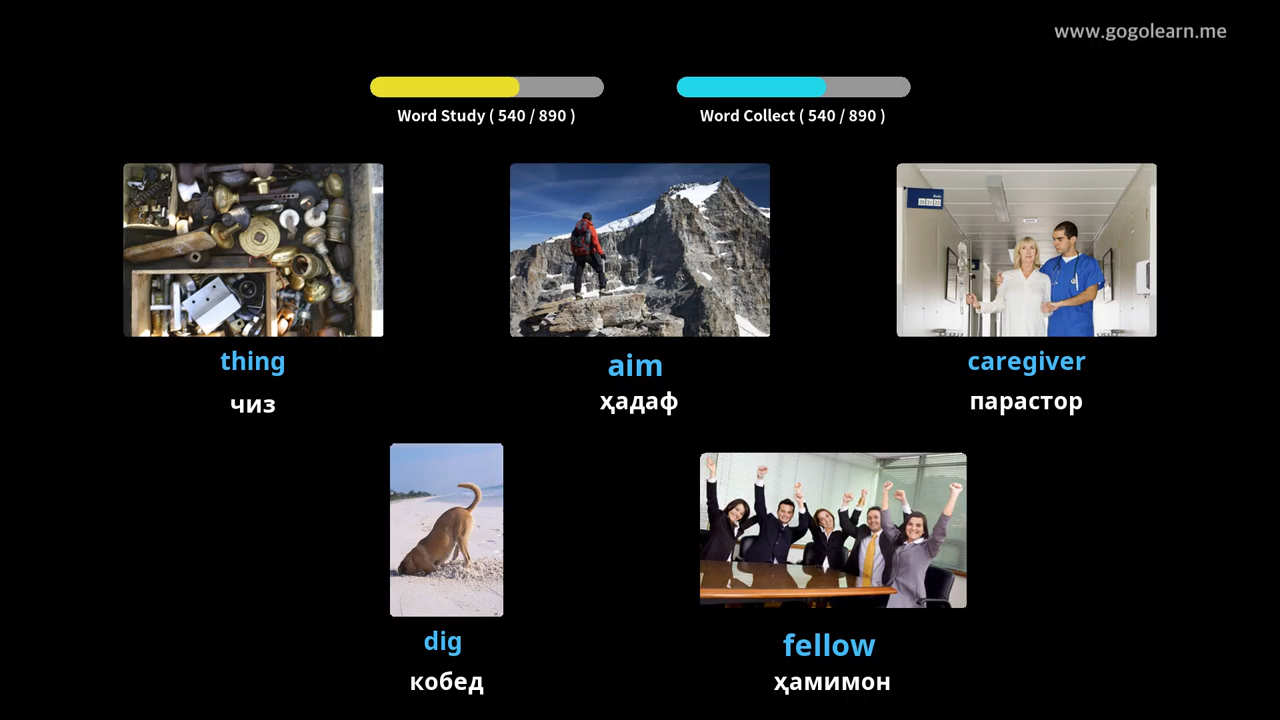 www.gogolearn.me
Word Study ( 540 / 890 )
Word Collect ( 540 / 890 )
thing
aim
caregiver
чиз
ҳадаф
парастор
dig
fellow
кобед
ҳамимон